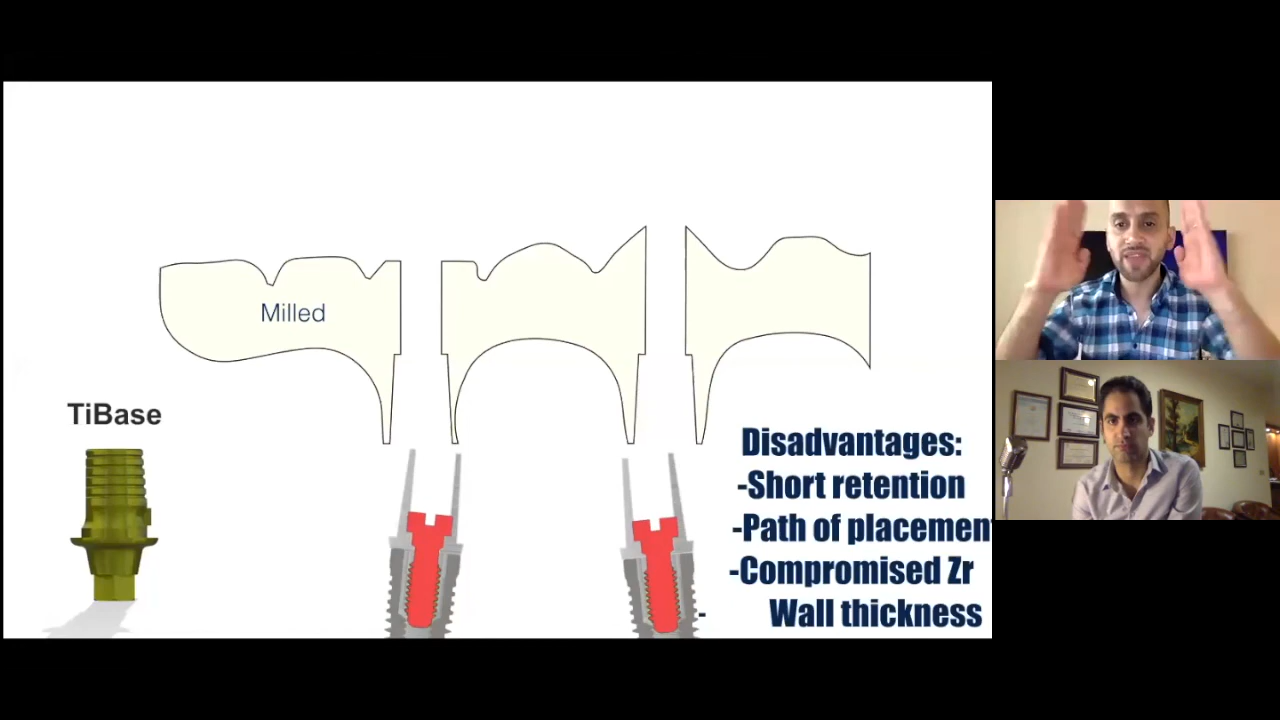 Milled
TiBase
Disadvantages:
-Short retention
-Path of placemen
-Compromised Zr
- Wall thickness